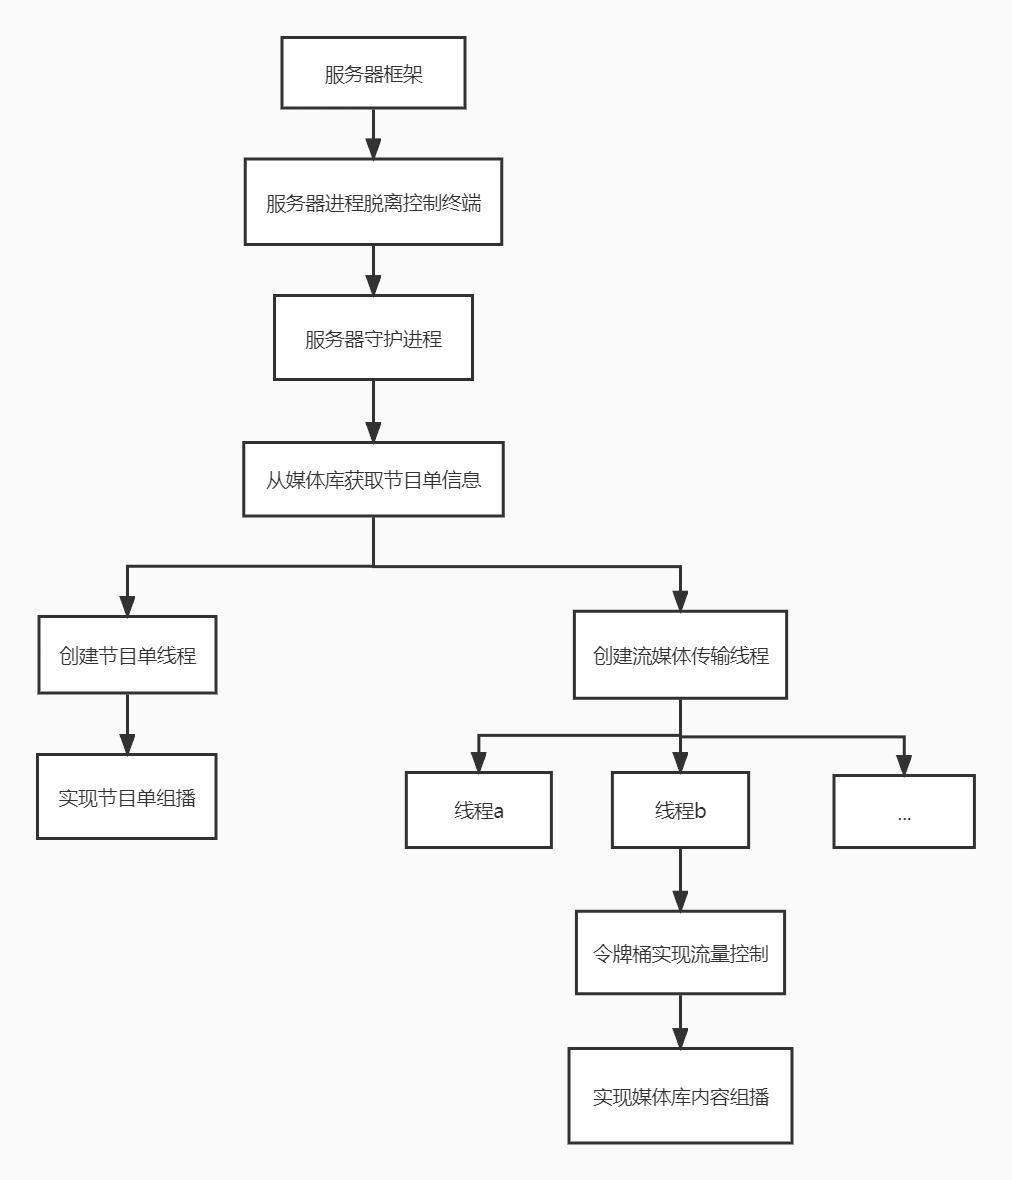 服务器框架
服务器进程脱离控制终端
服务器守护进程
从媒体库获取节目单信息
创建节目单线程
创建流媒体传输线程
实现节目单组播
线程a
线程b
...
令牌桶实现流量控制
实现媒体库内容组播